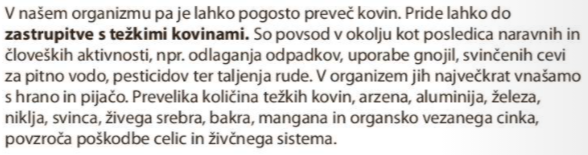 V našem organizmu pa je lahko pogosto preveč kovin. Pride lahko do
zastrupitve s težkimi kovinami. So povsod v okolju kot posledica naravnih in
človeških aktivnosti, npr. odlaganja odpadkov, uporabe gnojil, svinčenih cevi
za pitno vodo, pesticidov ter taljenja rude. V organizem jih največkrat vnašamo
s hrano in pijačo. Prevelika količina težkih kovin, arzena, aluminija, železa,
niklja, svinca, živega srebra, bakra, mangana in organsko vezanega cinka,
povzroča poškodbe celic in živčnega sistema.